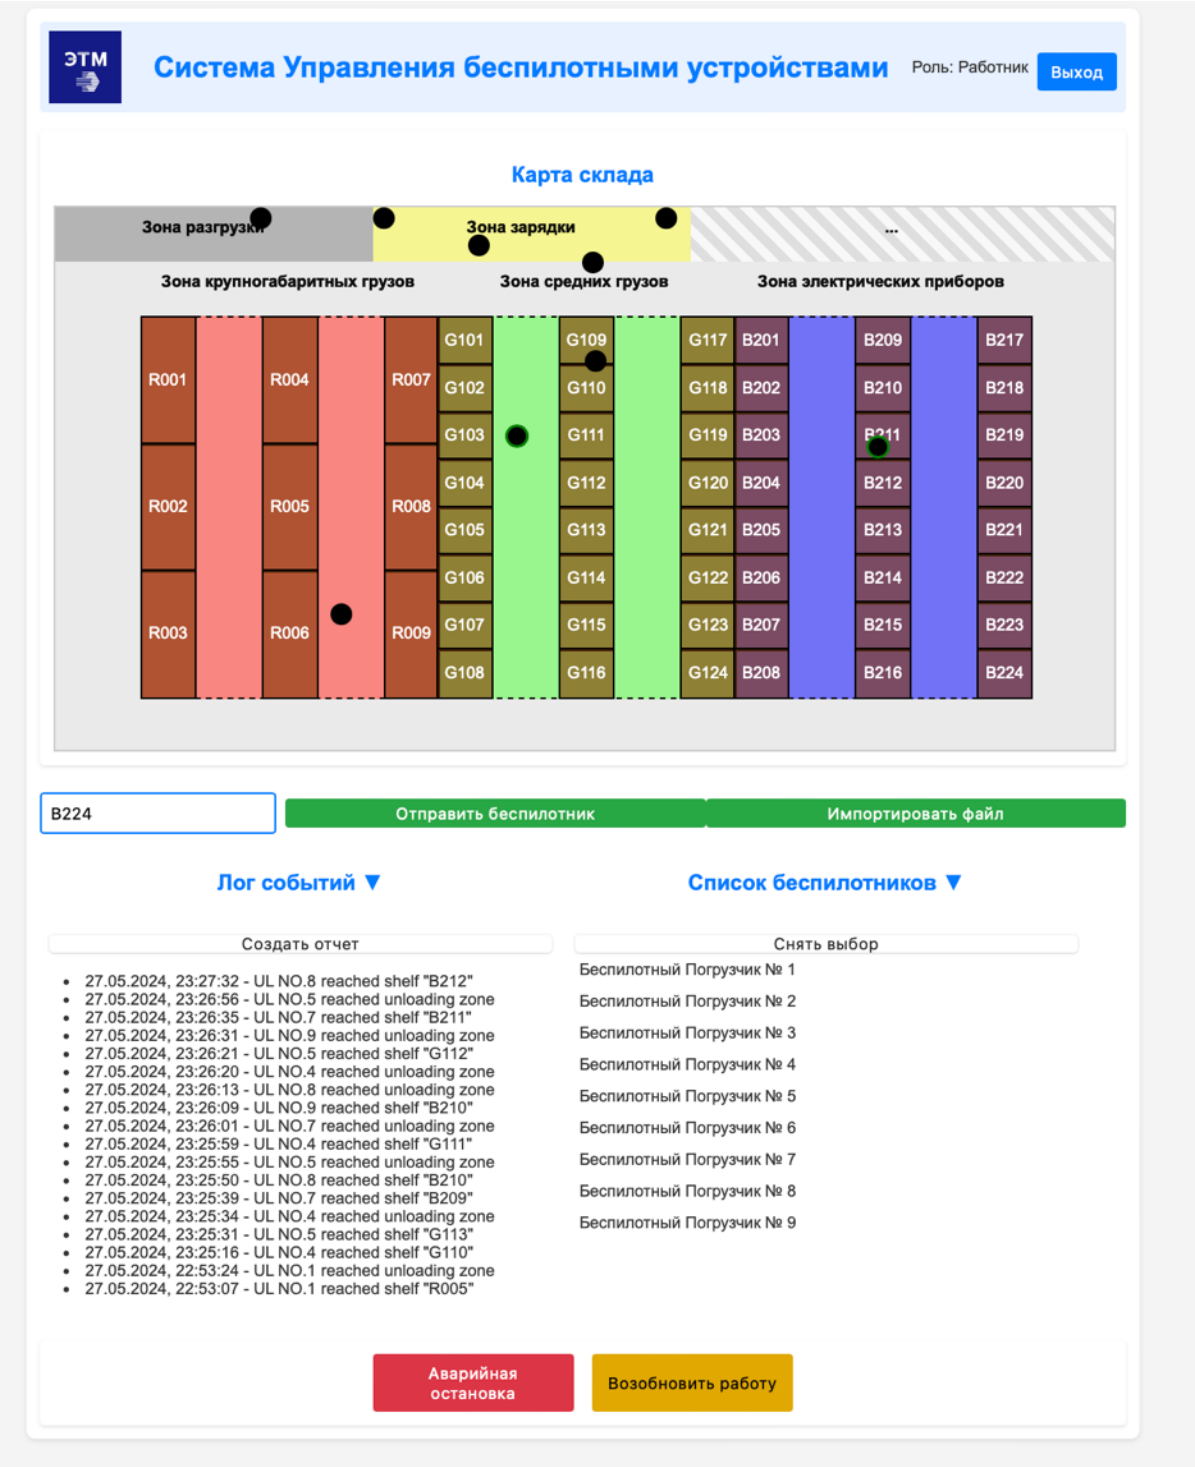 ЭТМ
Система Управления беспилотными устройствами
Роль: Работник
Выход
Карта склада
Зона разгрузки
Зона зарядки
...
Зона крупногабаритных грузов
Зона средних грузов
Зона электрических приборов
G101 G109 G117 B201 B209 B217
R001 R004 R007
G102 G110 G118 B202 B210 B218
G103 G111 G119 B203 B211 B219
G104 G112 G120 B204 B212 B220
R002 R005 R008
G105 G113 G121 B205 B213 B221
G106 G114 G122 B206 B214 B222
R003 R006 R009
G107 G115 G123 B207 B215 B223
G108 G116 G124 B208 B216 B224
B224
Отправить беспилотник
Импортировать файл
Лог событий ▼
Создать отчет
27.05.2024, 23:27:32 - UL NO.8 reached shelf "B212"
27.05.2024, 23:26:56 - UL NO.5 reached unloading zone
27.05.2024, 23:26:35 - UL NO.7 reached shelf "B211"
27.05.2024, 23:26:31 - UL NO.9 reached unloading zone
27.05.2024, 23:26:21 - UL NO.5 reached shelf "G112"
27.05.2024, 23:26:20 - UL NO.4 reached unloading zone
27.05.2024, 23:26:13 - UL NO.8 reached unloading zone
27.05.2024, 23:26:09 - UL NO.9 reached shelf "B210"
27.05.2024, 23:26:01 - UL NO.7 reached unloading zone
27.05.2024, 23:25:59 - UL NO.4 reached shelf "G111"
27.05.2024, 23:25:55 - UL NO.5 reached unloading zone
27.05.2024, 23:25:50 - UL NO.8 reached shelf "B210"
27.05.2024, 23:25:39 - UL NO.7 reached shelf "B209"
27.05.2024, 23:25:34 - UL NO.4 reached unloading zone
27.05.2024, 23:25:31 - UL NO.5 reached shelf "G113"
27.05.2024, 23:25:16 - UL NO.4 reached shelf "G110"
27.05.2024, 22:53:24 - UL NO.1 reached unloading zone
27.05.2024, 22:53:07 - UL NO.1 reached shelf "R005"
Список беспилотников ▼
Снять выбор
Беспилотный Погрузчик № 1
Беспилотный Погрузчик № 2
Беспилотный Погрузчик № 3
Беспилотный Погрузчик № 4
Беспилотный Погрузчик № 5
Беспилотный Погрузчик № 6
Беспилотный Погрузчик № 7
Беспилотный Погрузчик № 8
Беспилотный Погрузчик № 9
Аварийная
остановка
Возобновить работу